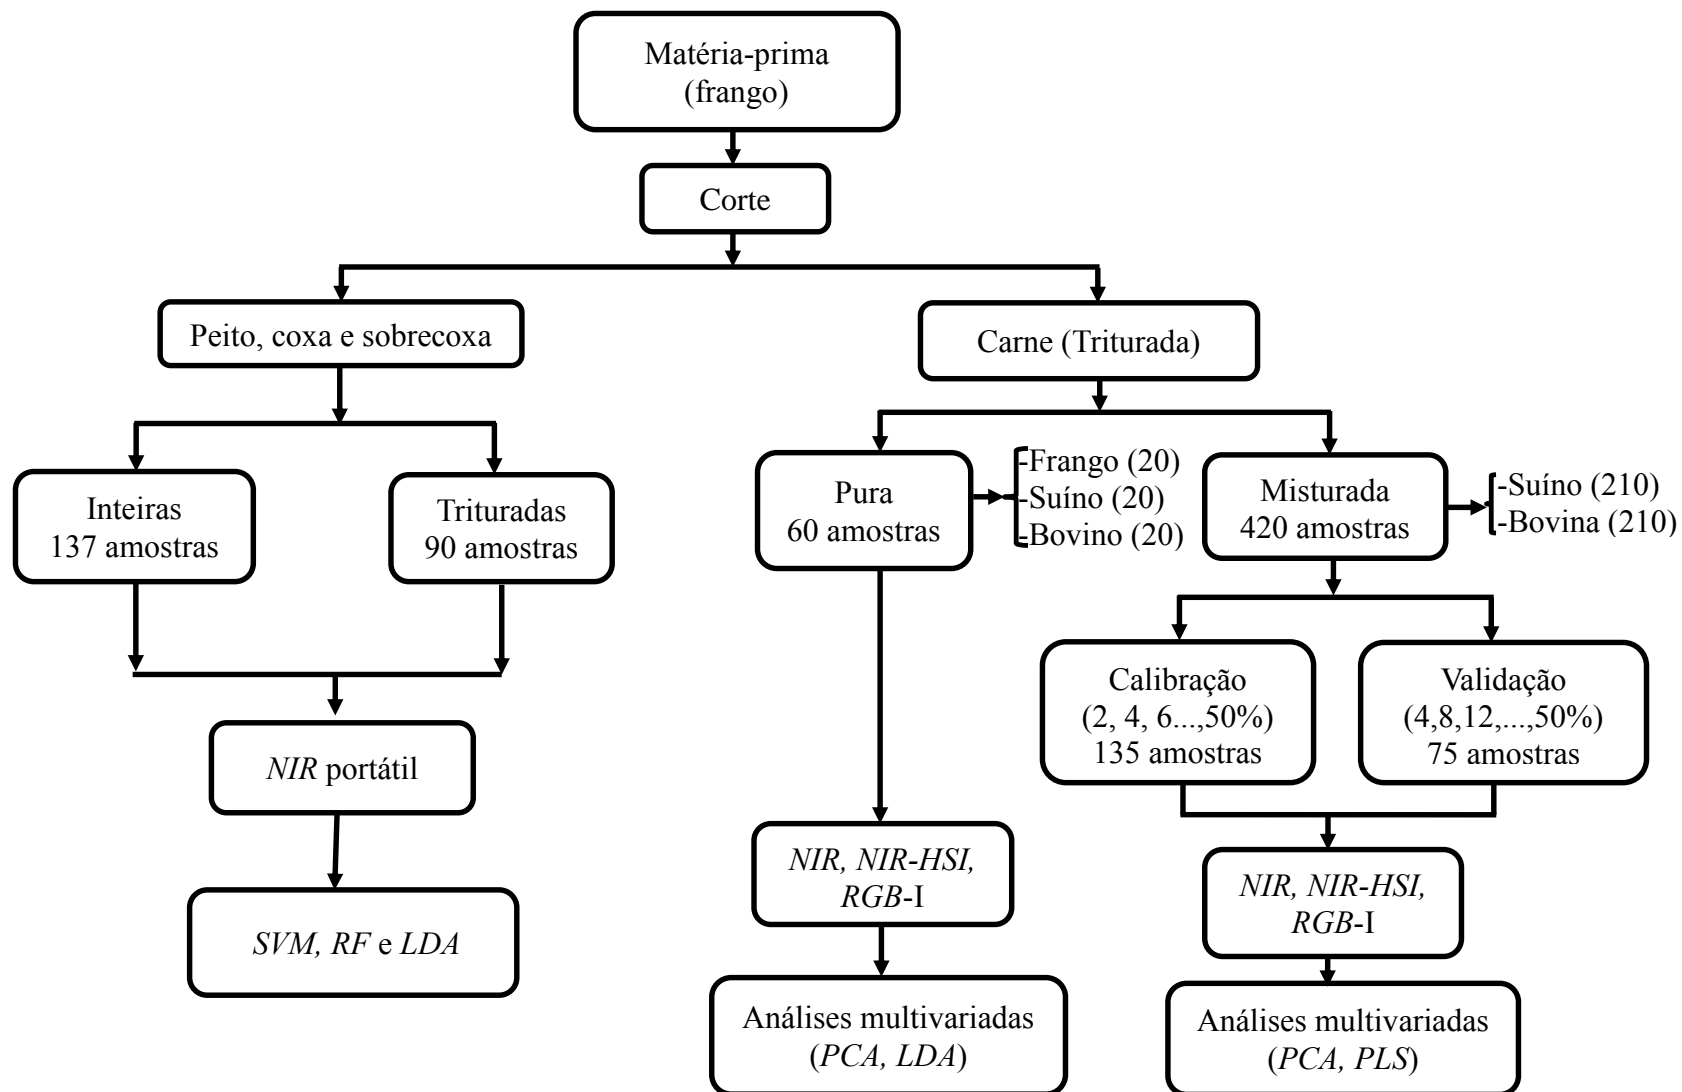 Matéria-prima
(frango)
Corte
Peito, coxa e sobrecoxa
Carne (Triturada)
Inteiras
137 amostras
Trituradas
90 amostras
Pura
60 amostras
-Frango (20)
-Suíno (20)
-Bovino (20)
Misturada
420 amostras
-Suíno (210)
-Bovina (210)
Calibração
(2, 4, 6...,50%)
135 amostras
Validação
(4,8,12,...,50%)
75 amostras
NIR portátil
SVM, RF e LDA
NIR, NIR-HSI,
RGB-I
Análises multivariadas
(PCA, LDA)
NIR, NIR-HSI,
RGB-I
Análises multivariadas
(PCA, PLS)